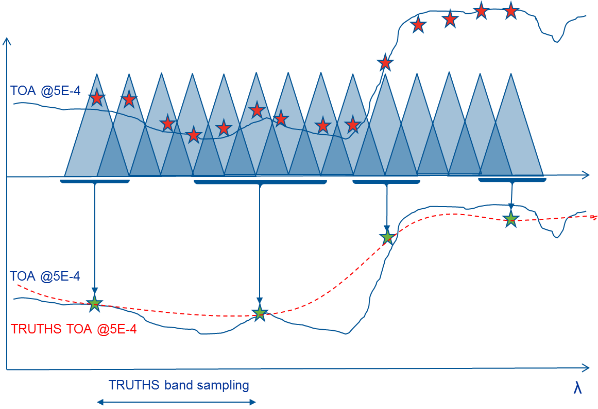 TOA @5E-4
TOA @5E-4
TRUTHS TOA @5E-4
TRUTHS band sampling
λ